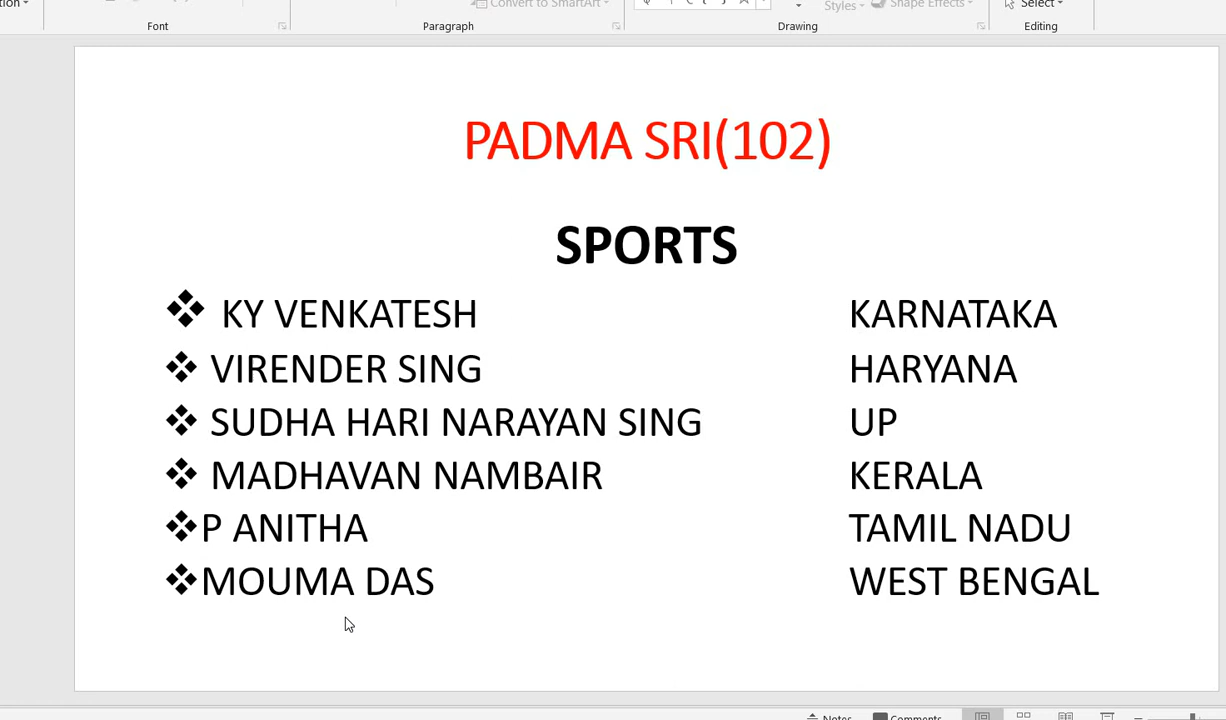 Convert to SmartArt
Styles
Shape Effects
Select
Font
Paragraph
Drawing
Editing
PADMA SRI(102)
SPORTS
❖ KY VENKATESH KARNATAKA
❖ VIRENDER SING HARYANA
❖ SUDHA HARI NARAYAN SING UP
❖ MADHAVAN NAMBAIR KERALA
❖P ANITHA TAMIL NADU
❖MOUMA DAS WEST BENGAL
Notes Comments